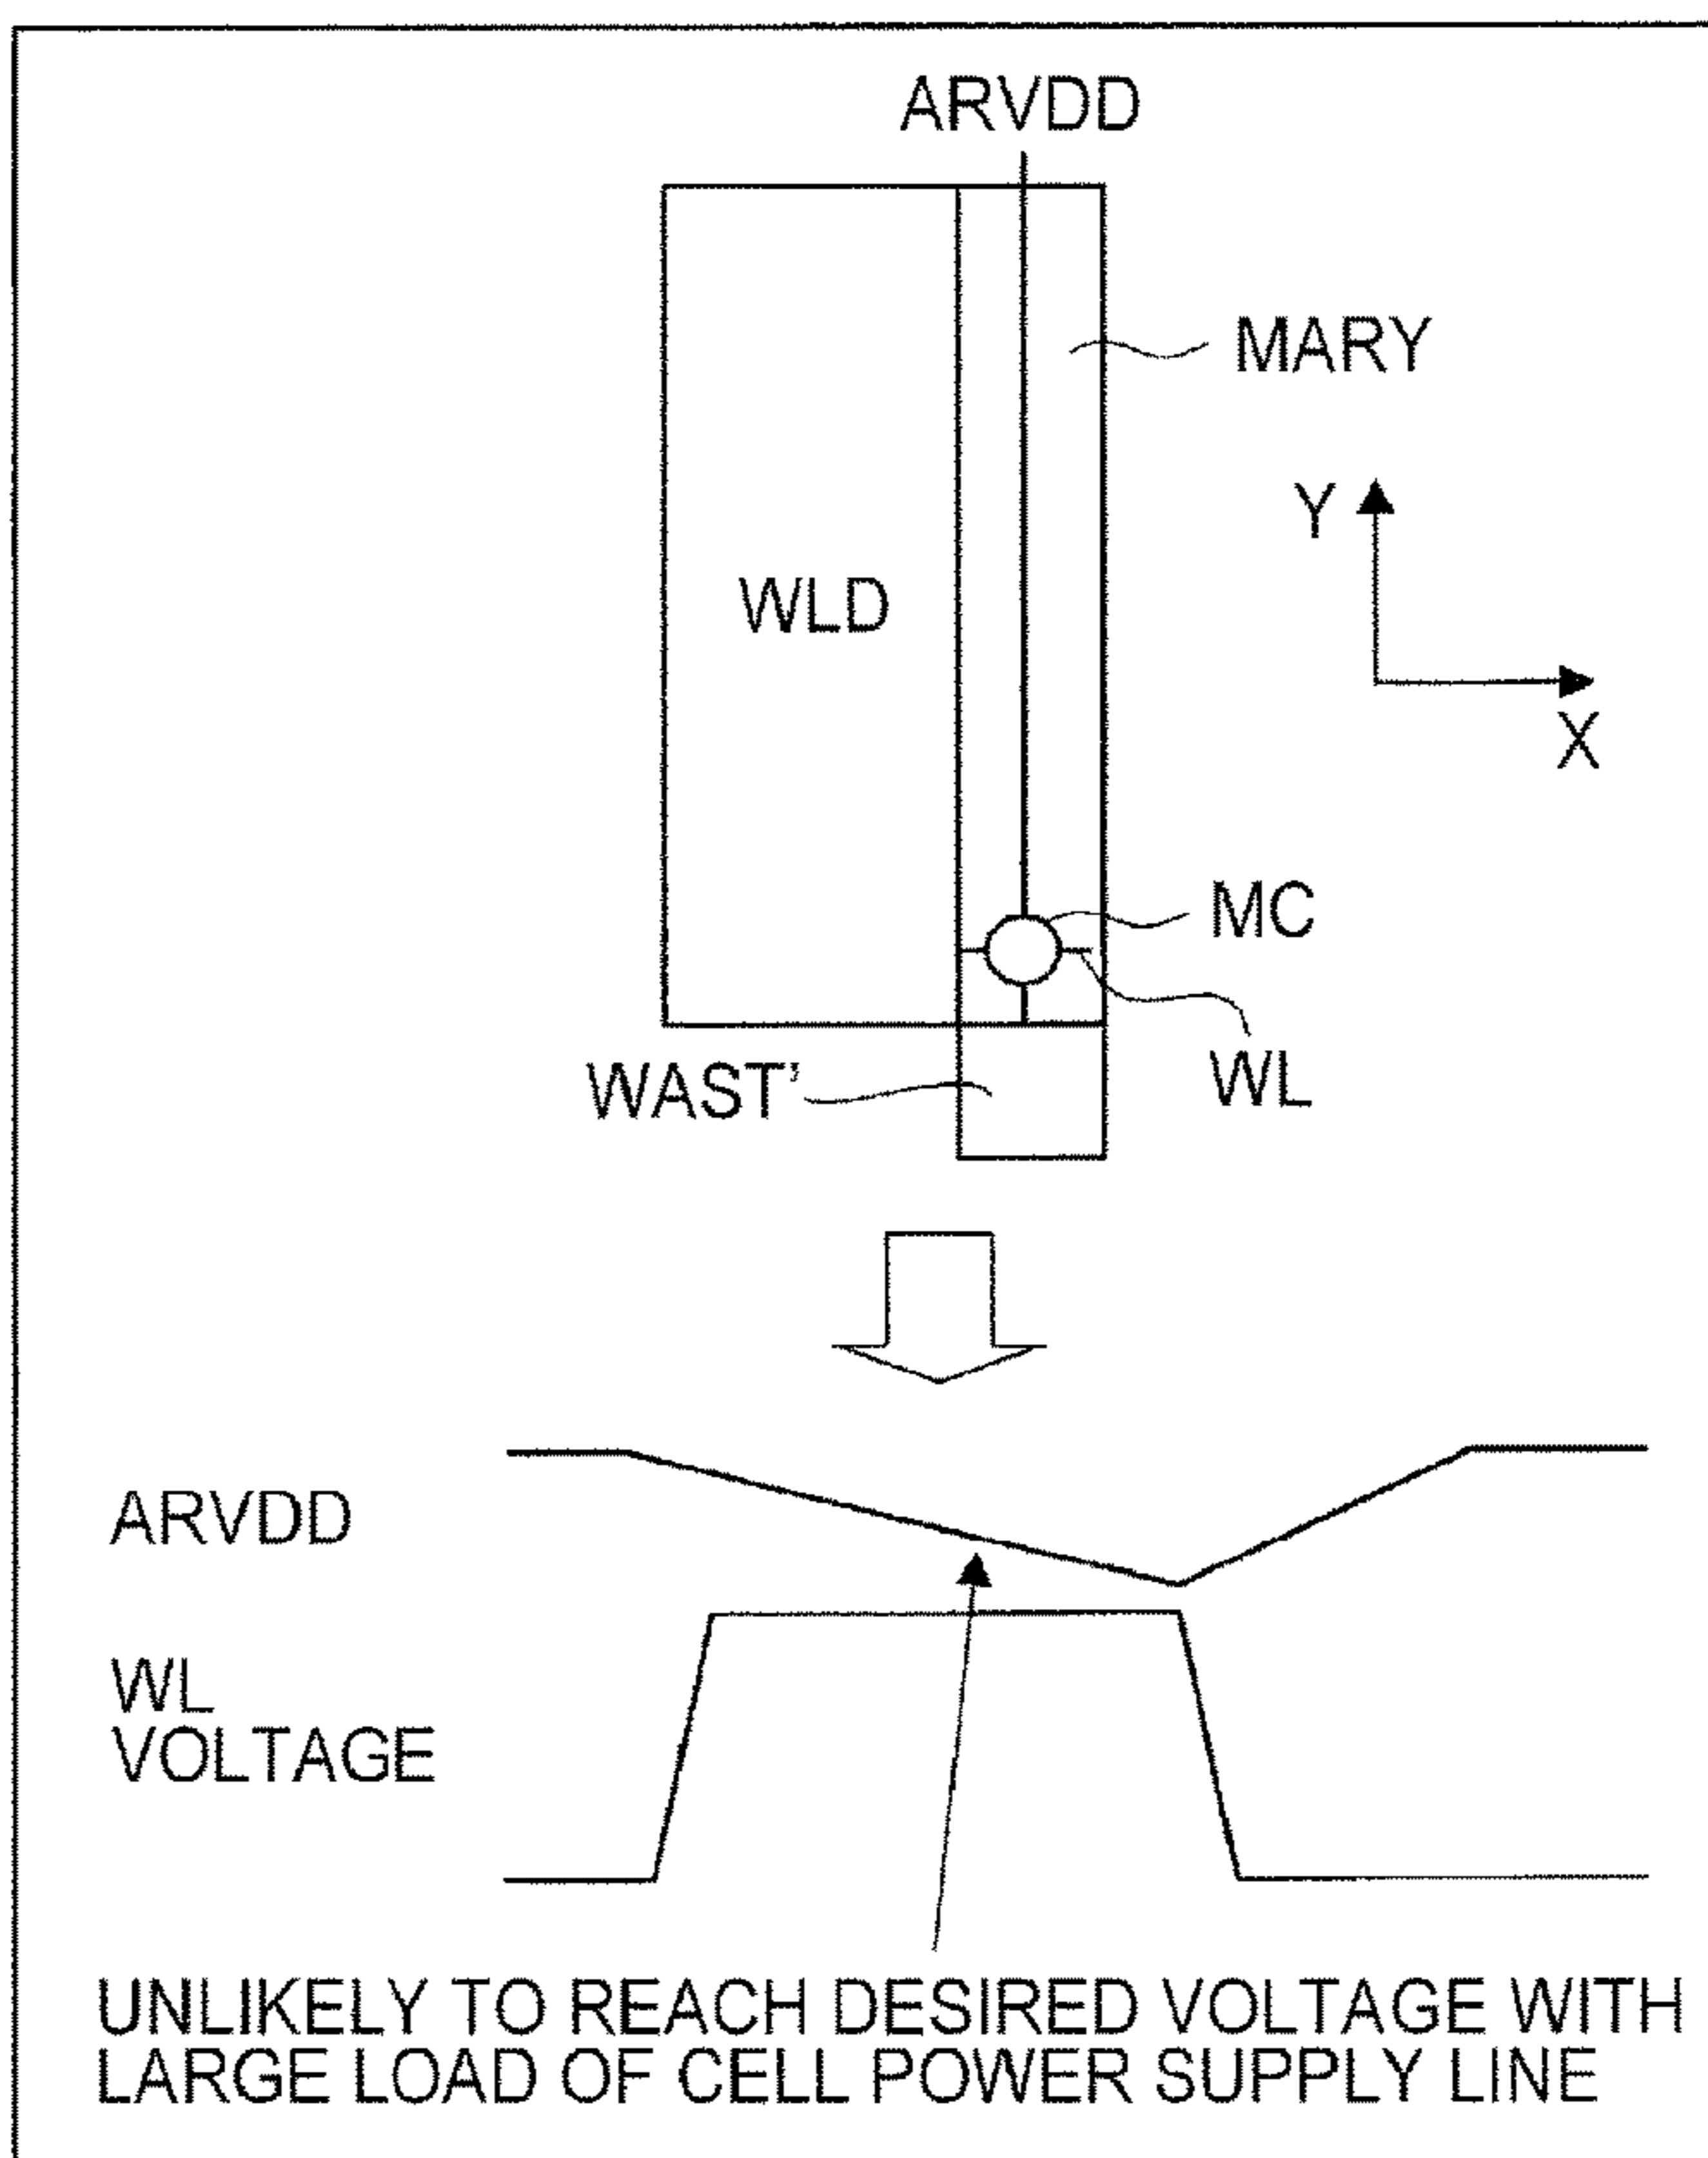 ARVDD
MARY
Y
WLD
X
MC
WAST'
WL
ARVDD
WL
VOLTAGE
UNLIKELY TO REACH DESIRED VOLTAGE WITH
LARGE LOAD OF CELL POWER SUPPLY LINE